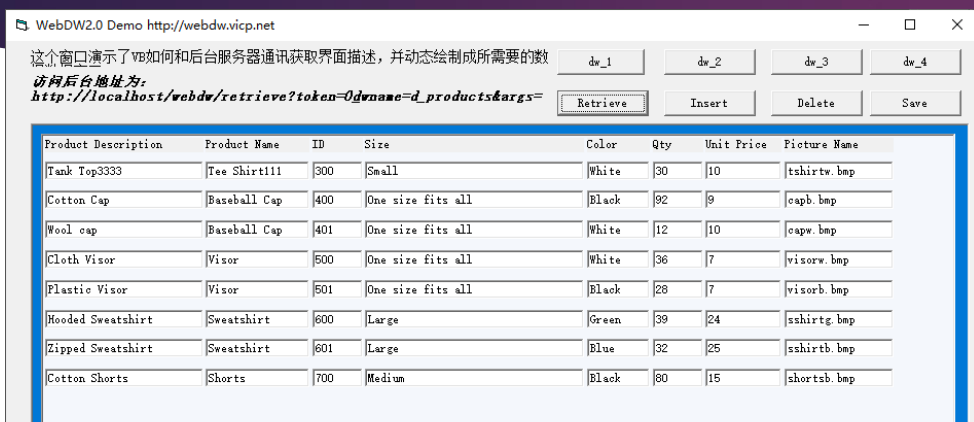 WebDW2.0 Demo http://webdw.vicp.net
这个窗口演示了VB如何和后台服务器通讯获取界面描述，并动态绘制成所需要的数
dw_1 dw_2 dw_3 dw_4
访问后台地址为:
http://localhost/webdw/retrieve?token=0&dwname=d_products&args=
Retrieve Insert Delete Save
Product Description Product Name ID Size Color Qty Unit Price Picture Name
Tank Top3333 Tee Shirt111 300 Small White 30 10 tshirtw.bmp
Cotton Cap Baseball Cap 400 One size fits all Black 92 9 capb.bmp
Wool cap Baseball Cap 401 One size fits all White 12 10 capw.bmp
Cloth Visor Visor 500 One size fits all White 36 7 visorw.bmp
Plastic Visor Visor 501 One size fits all Black 28 7 visorb.bmp
Hooded Sweatshirt Sweatshirt 600 Large Green 39 24 sshirtg.bmp
Zipped Sweatshirt Sweatshirt 601 Large Blue 32 25 sshirtb.bmp
Cotton Shorts Shorts 700 Medium Black 80 15 shortsb.bmp